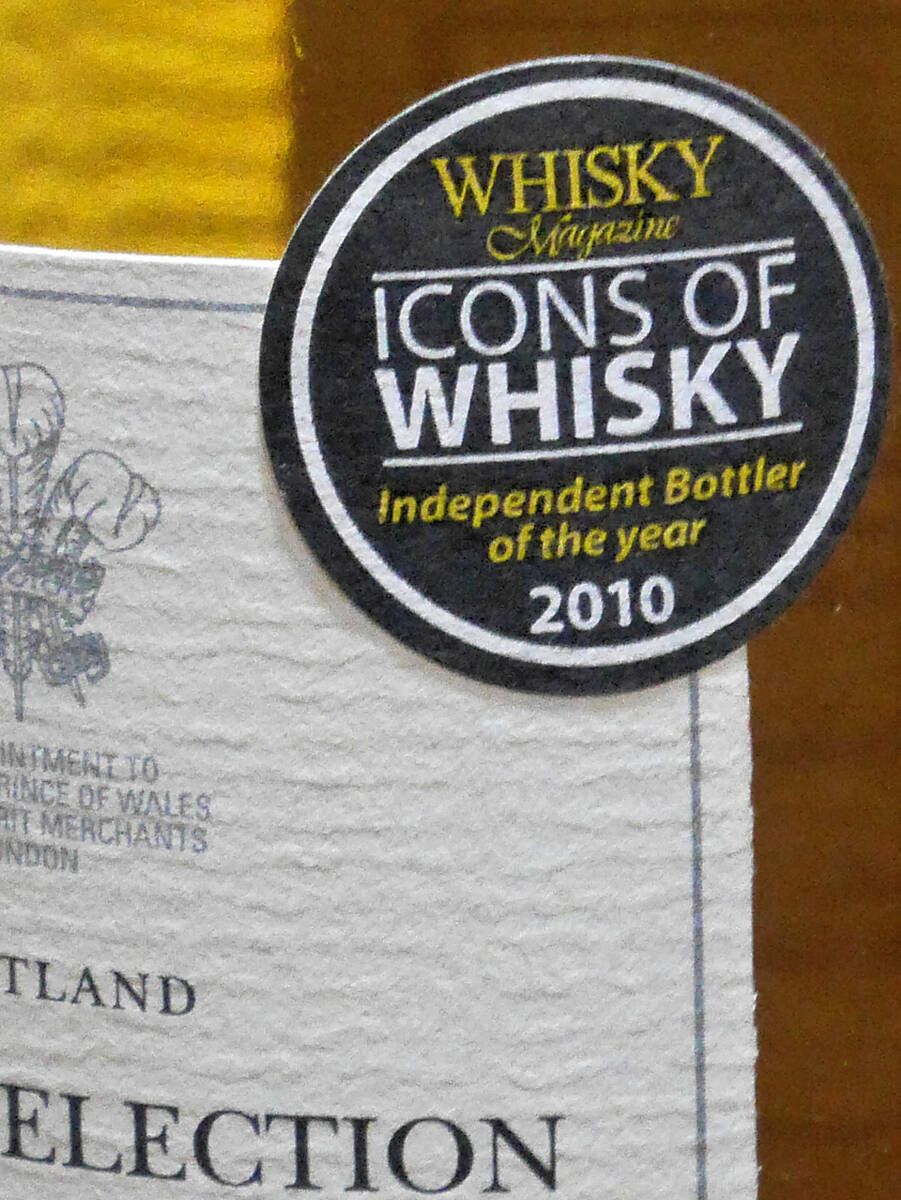 WHISKY
Magazine
ICONS OF
WHISKY
Independent Bottler
of the year
2010
INTMENT TO
RINCE OF WALES
RIT MERCHANTS
NDON
TLAND
ELECTION